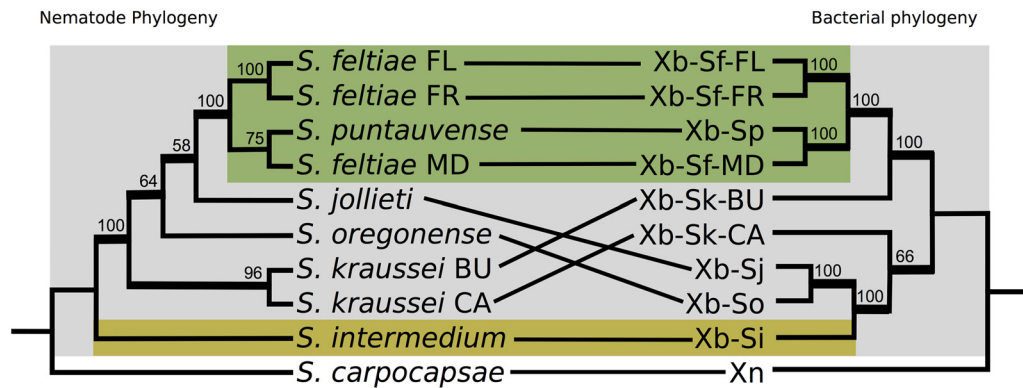 Nematode Phylogeny Bacterial phylogeny
100 S. feltiae FL Xb-Sf-FL 100
100 S. feltiae FR Xb-Sf-FR 100
75 S. puntauvense Xb-Sp 100
58 S. feltiae MD Xb-Sf-MD 100
64 S. jollieti Xb-Sk-BU
100 S. oregonense Xb-Sk-CA
96 S. kraussei BU Xb-Sj 100 66
S. kraussei CA Xb-So 100
S. intermedium Xb-Si
S. carpocapsae Xn